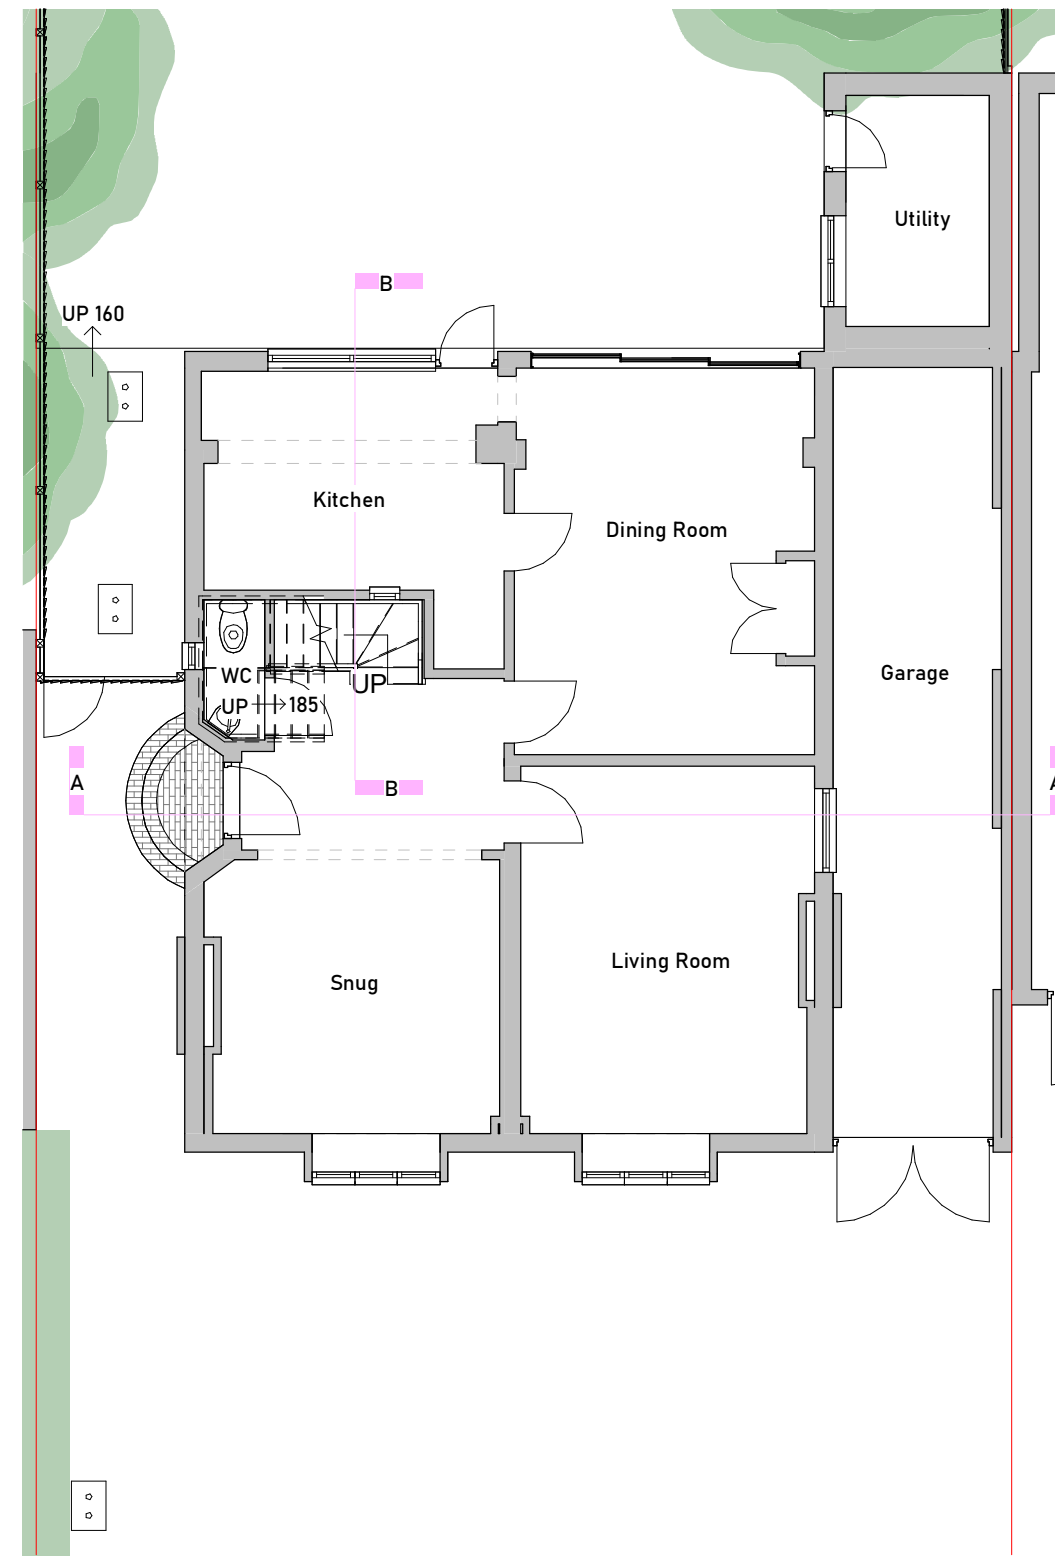 Utility
B
UP 160
Kitchen
Dining Room
WC
Garage
UP
UP
185
A
A
B
Living Room
Snug